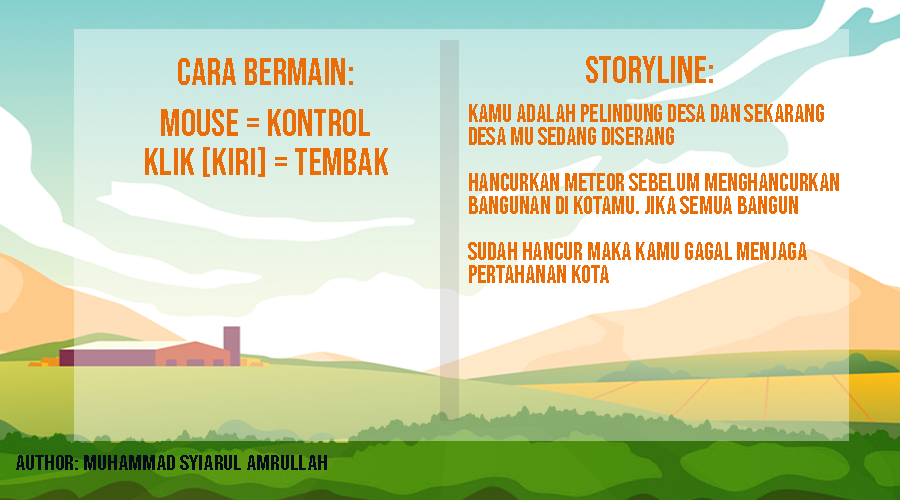 CARA BERMAIN:
MOUSE = KONTROL
KLIK [KIRI] = TEMBAK
STORYLINE:
KAMU ADALAH PELINDUNG DESA DAN SEKARANG
DESA MU SEDANG DISERANG
HANCURKAN METEOR SEBELUM MENGHANCURKAN
BANGUNAN DI KOTAMU. JIKA SEMUA BANGUN
SUDAH HANCUR MAKA KAMU GAGAL MENJAGA
PERTAHANAN KOTA
AUTHOR: MUHAMMAD SYIARUL AMRULLAH